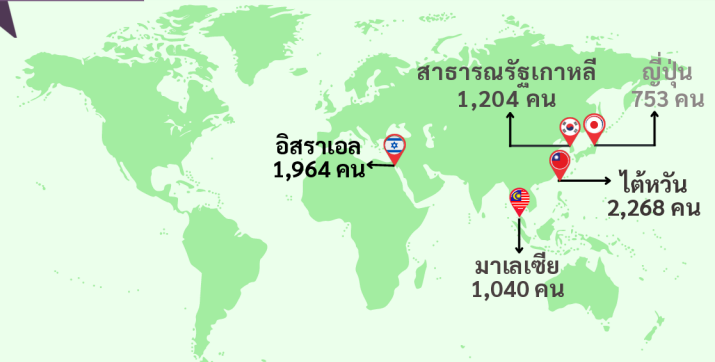 สาธารณรัฐเกาหลี
1,204 คน
ญี่ปุ่น
753 คน
อิสราเอล
1,964 คน
ไต้หวัน
2,268 คน
มาเลเซีย
1,040 คน